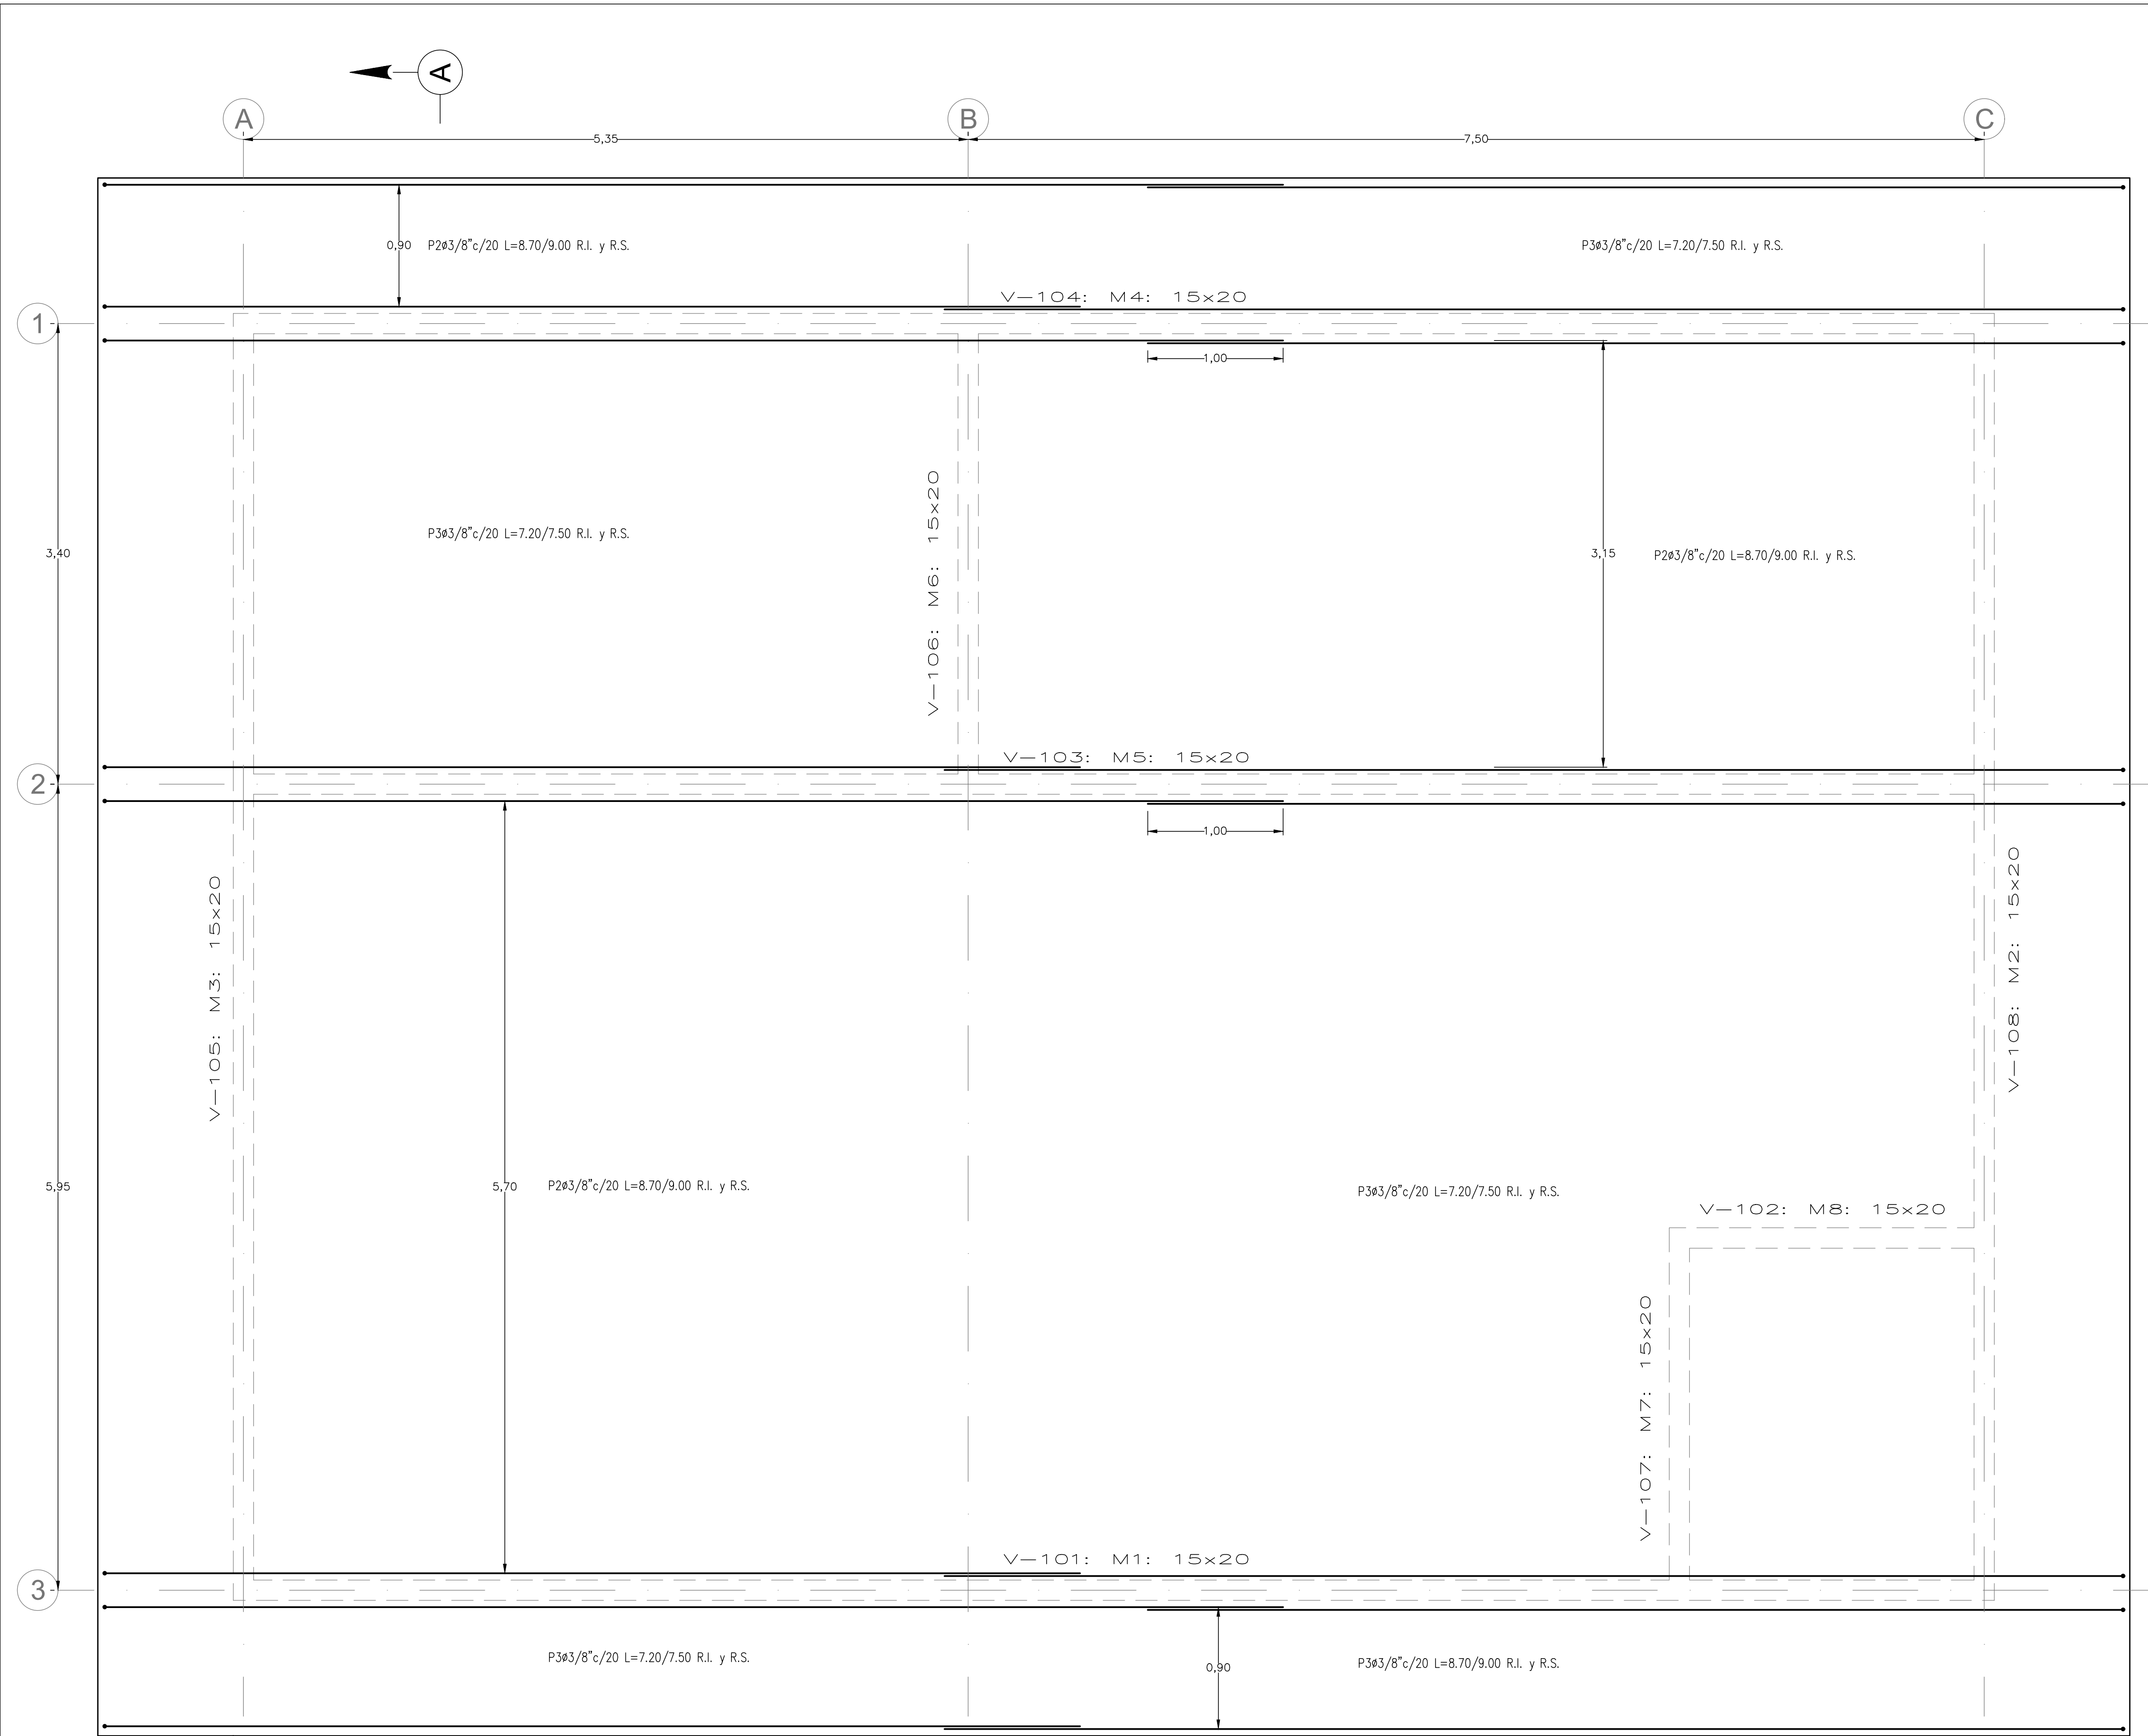 A
A
B
C
5,35
7,50
0,90
P2ø3/8"c/20 L=8.70/9.00 R.I. y R.S.
P3ø3/8"c/20 L=7.20/7.50 R.I. y R.S.
V-104: M4: 15x20
1
1,00
V-106: M6: 15x20
P3ø3/8"c/20 L=7.20/7.50 R.I. y R.S.
3,40
3,15
P2ø3/8"c/20 L=8.70/9.00 R.I. y R.S.
V-103: M5: 15x20
2
1,00
V-105: M3: 15x20
V-108: M2: 15x20
5,95
5,70
P2ø3/8"c/20 L=8.70/9.00 R.I. y R.S.
P3ø3/8"c/20 L=7.20/7.50 R.I. y R.S.
V-102: M8: 15x20
V-107: M7: 15x20
V-101: M1: 15x20
3
P3ø3/8"c/20 L=7.20/7.50 R.I. y R.S.
0,90
P3ø3/8"c/20 L=8.70/9.00 R.I. y R.S.